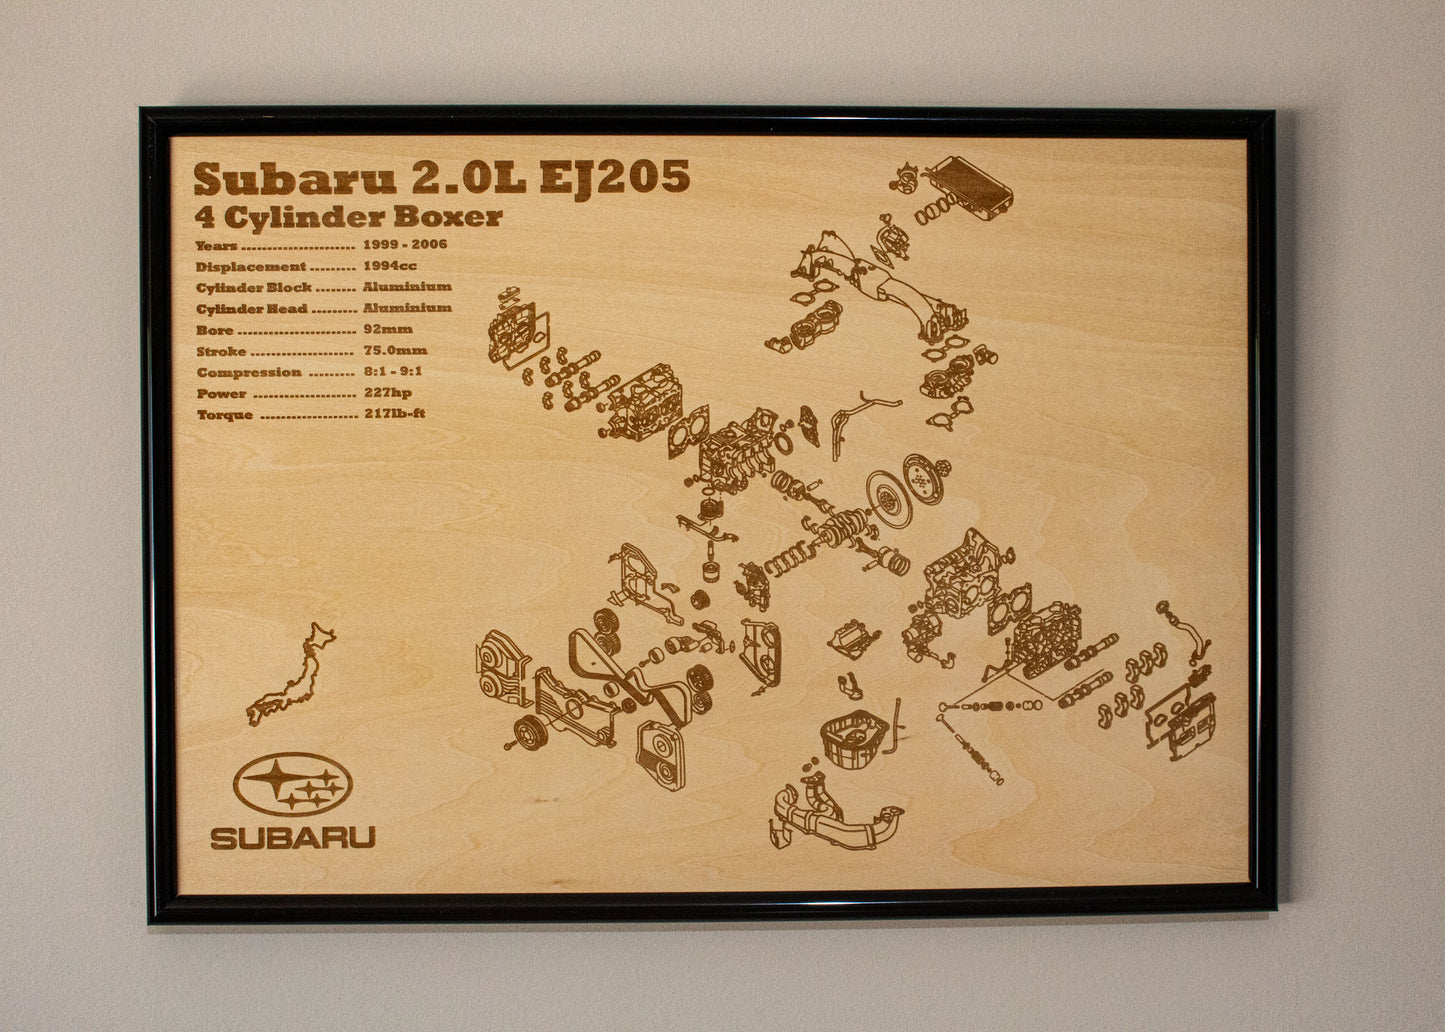 Subaru 2.0L EJ205
4 Cylinder Boxer
Years ...................... 1999 - 2006
Displacement ......... 1994cc
Cylinder Block ........ Aluminium
Cylinder Head ......... Aluminium
Bore ....................... 92mm
Stroke .................... 75.0mm
Compression ......... 8:1 - 9:1
Power .................... 227hp
Torque ................... 217lb-ft
SUBARU